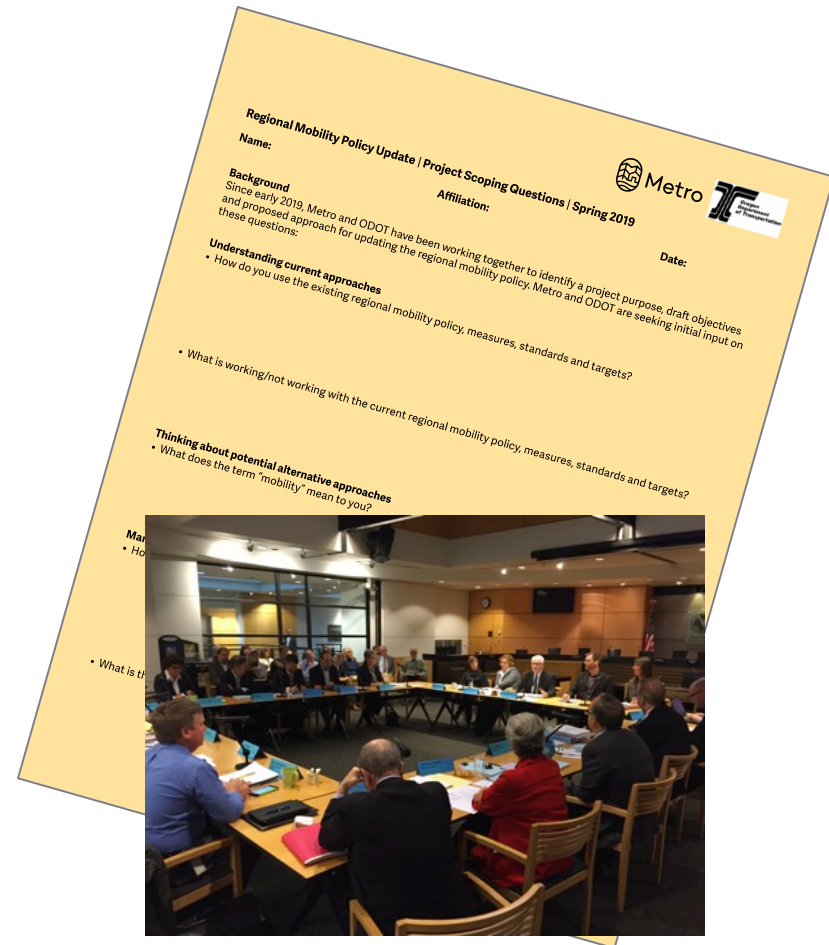 Metro
Oregon
Department
of Transportation
Regional Mobility Policy Update | Project Scoping Questions | Spring 2019
Name:
Affiliation:
Date:
Background
Since early 2019, Metro and ODOT have been working together to identify a project purpose, draft objectives
and proposed approach for updating the regional mobility policy. Metro and ODOT are seeking initial input on
these questions:
Understanding current approaches
• How do you use the existing regional mobility policy, measures, standards and targets?
• What is working/not working with the current regional mobility policy, measures, standards and targets?
Thinking about potential alternative approaches
• What does the term "mobility" mean to you?
• What is